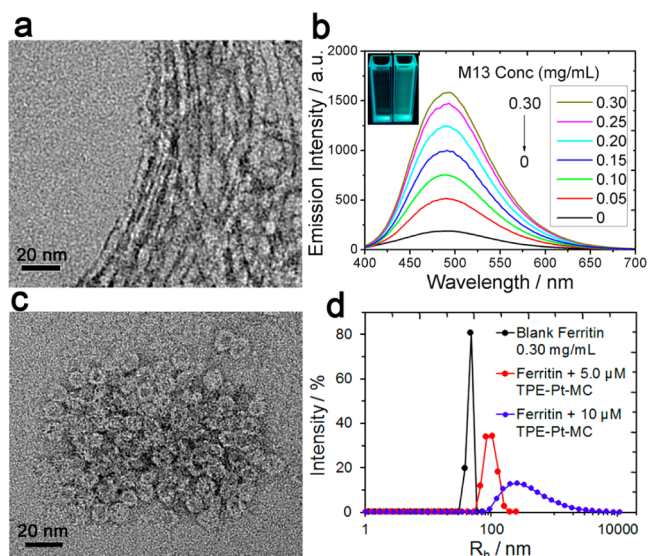 a
20 nm
b
Emission Intensity / a.u.
2000
1500
1000
500
0
M13 Conc (mg/mL)
0.30
0
0.30
0.25
0.20
0.15
0.10
0.05
0
400 450 500 550 600 650 700
Wavelength / nm
c
20 nm
d
Intensity / %
80
60
40
20
0
Blank Ferritin
0.30 mg/mL
Ferritin + 5.0 μM
TPE-Pt-MC
Ferritin + 10 μM
TPE-Pt-MC
1 100 10000
Rh / nm